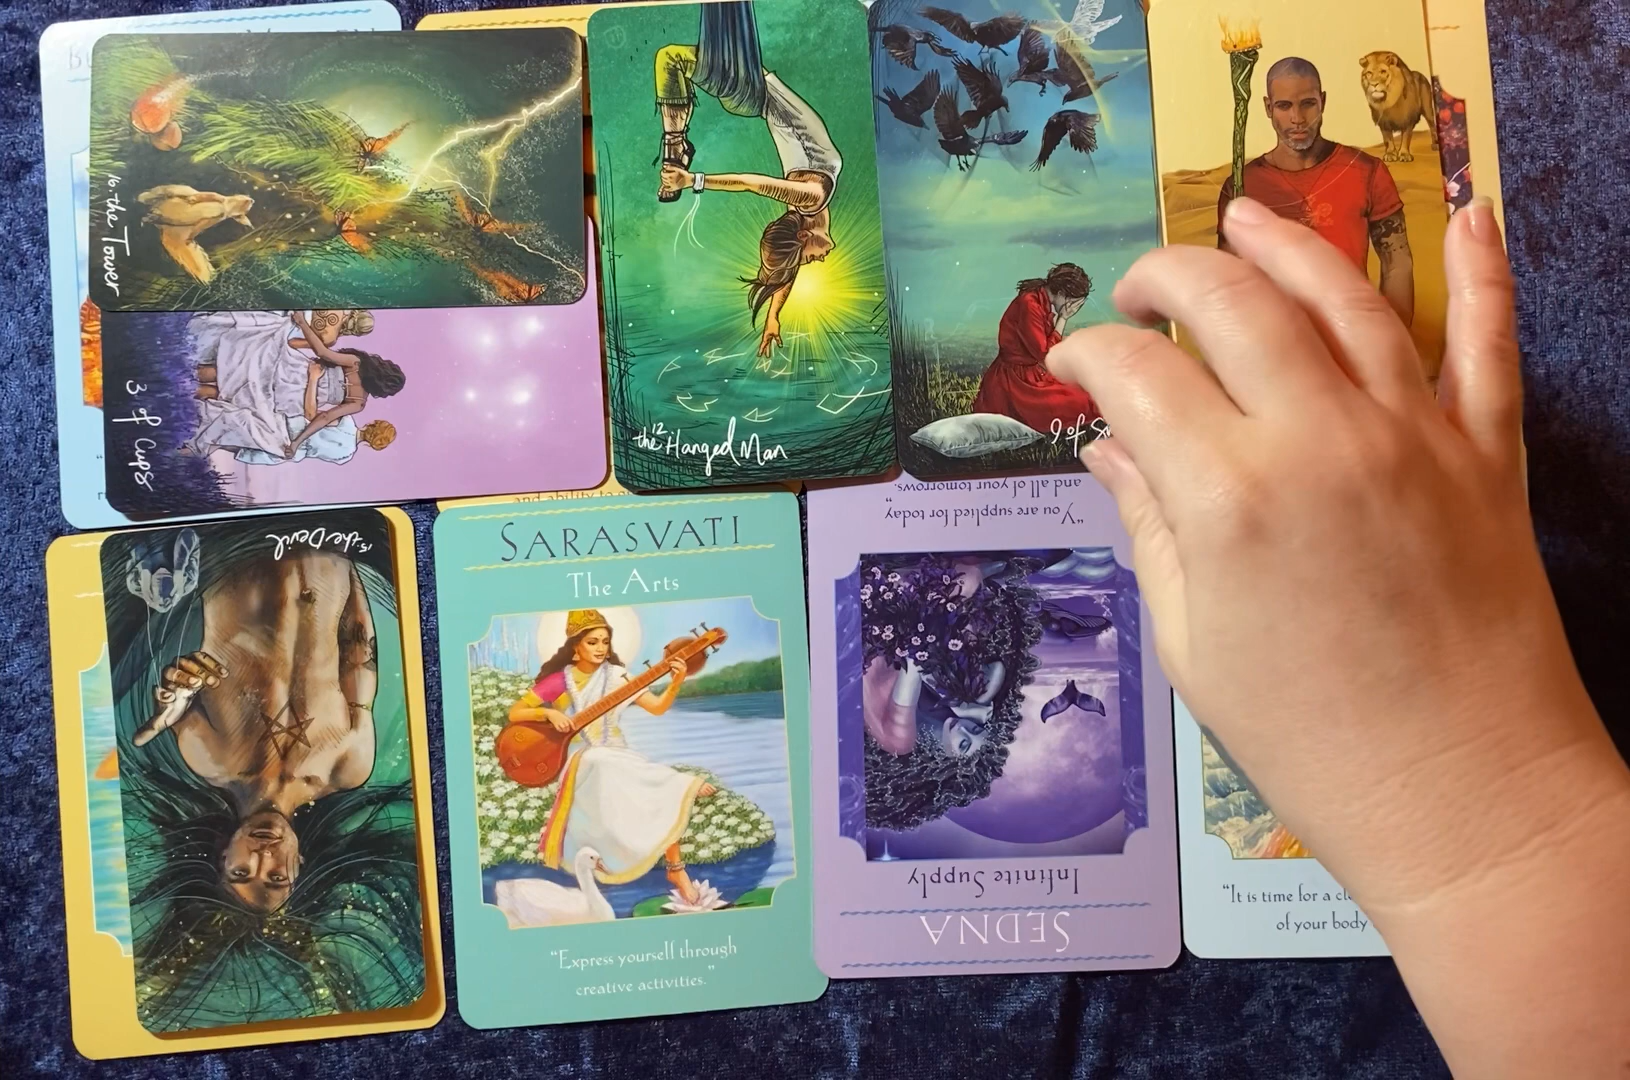 16. the Tower
3 of Cups
the 12 Hanged Man
9 of
15. the Devil
SARASVATI
The Arts
"Express yourself through
creative activities."
"You are supplied for today
and all of your tomorrows."
Infinite Supply
SEDNA
"It is time for a
of your body